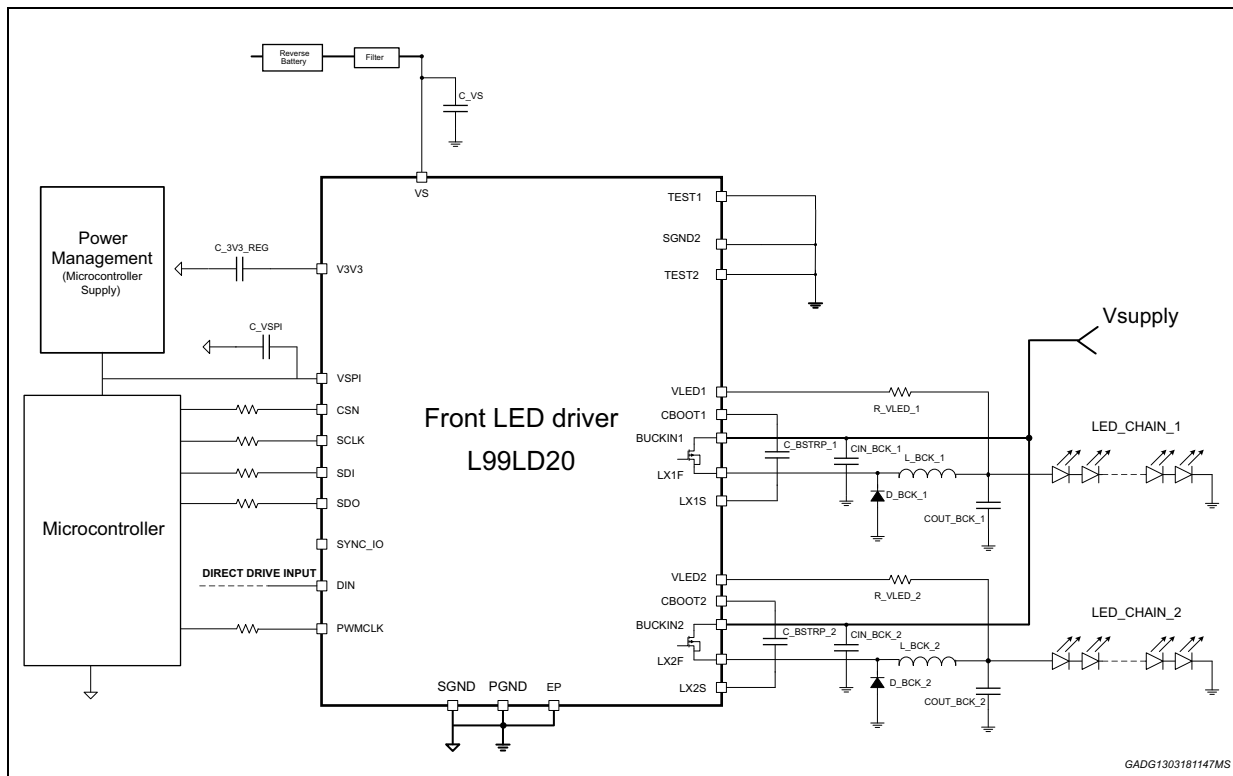 Reverse
Battery
Filter
C_VS
VS
Power
Management
(Microcontroller
Supply)
C_3V3_REG
V3V3
C_VSPI
VSPI
CSN
SCLK
SDI
SDO
SYNC_IO
DIRECT DRIVE INPUT
DIN
PWMCLK
Microcontroller
Front LED driver
L99LD20
SGND
PGND
EP
TEST1
SGND2
TEST2
Vsupply
VLED1
R_VLED_1
CBOOT1
BUCKIN1
C_BSTRP_1
CIN_BCK_1
L_BCK_1
LED_CHAIN_1
LX1F
D_BCK_1
LX1S
COUT_BCK_1
VLED2
R_VLED_2
CBOOT2
BUCKIN2
C_BSTRP_2
CIN_BCK_2
L_BCK_2
LED_CHAIN_2
LX2F
D_BCK_2
LX2S
COUT_BCK_2
GADG1303181147MS